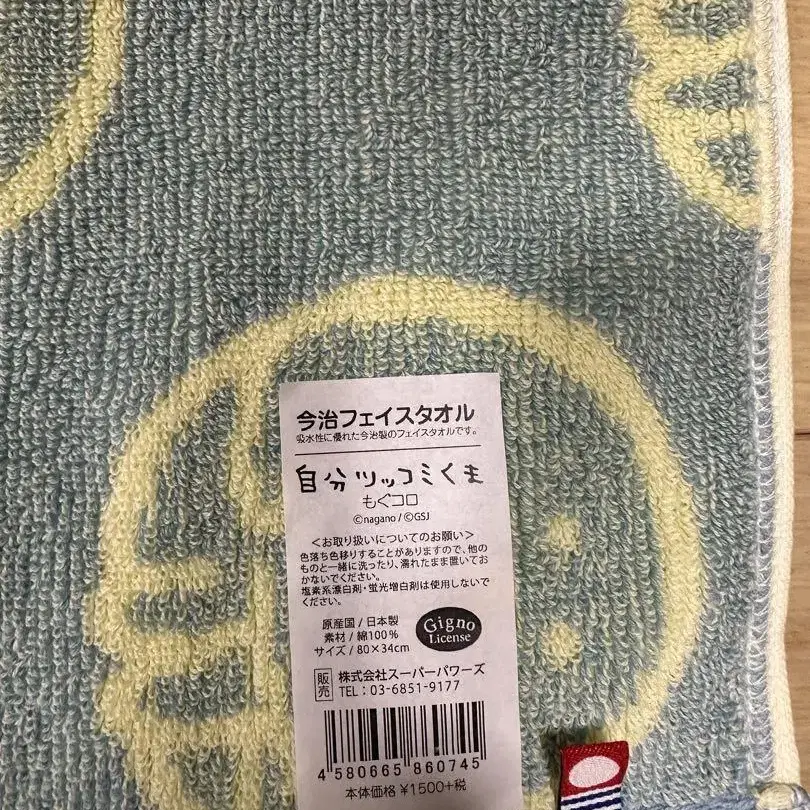 今治フェイスタオル
吸水性に優れた今治製のフェイスタオルです。
自分ツッコミくま
もぐコロ
©nagano / ©GSJ
＜お取り扱いについてのお願い＞
色落ち色移りすることがありますので、他の
ものと一緒に洗ったり、濡れたまま置いてお
かないでください。
塩素系漂白剤・蛍光増白剤は使用しないで
ください。
原産国 / 日本製
素材 / 綿100%
サイズ / 80×34cm
Gigno
License
販売
株式会社スーパーパワーズ
TEL：03-6851-9177
4 580665 860745
本体価格 ¥1500+税